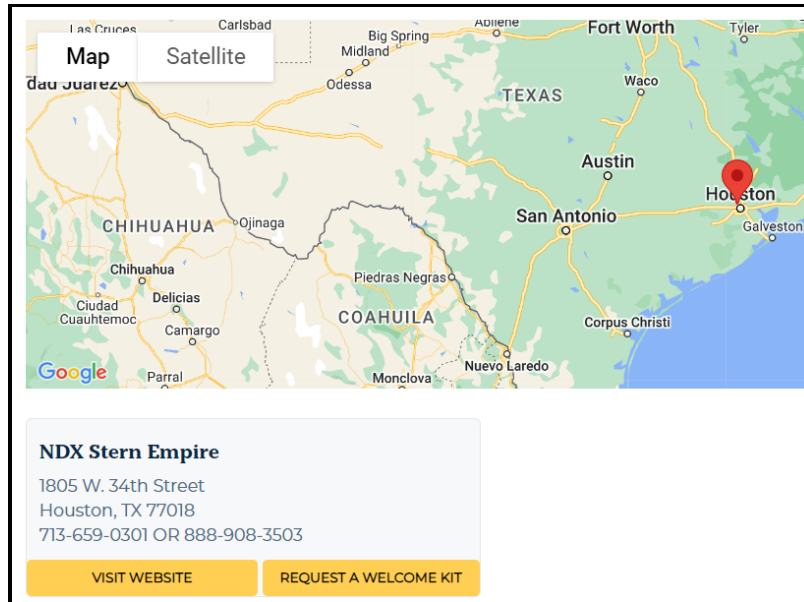 Las Cruces
Carlsbad
Big Spring
Abilene
Fort Worth
Tyler
Map
Satellite
Midland
Odessa
dad Juarez
TEXAS
Waco
Austin
Houston
San Antonio
Galveston
CHIHUAHUA
Ojinaga
Chihuahua
Piedras Negras
Delicias
Ciudad
Cuauhtemoc
COAHUILA
Camargo
Corpus Christi
Nuevo Laredo
Google
Parral
Monclova
NDX Stern Empire
1805 W. 34th Street
Houston, TX 77018
713-659-0301 OR 888-908-3503
VISIT WEBSITE
REQUEST A WELCOME KIT